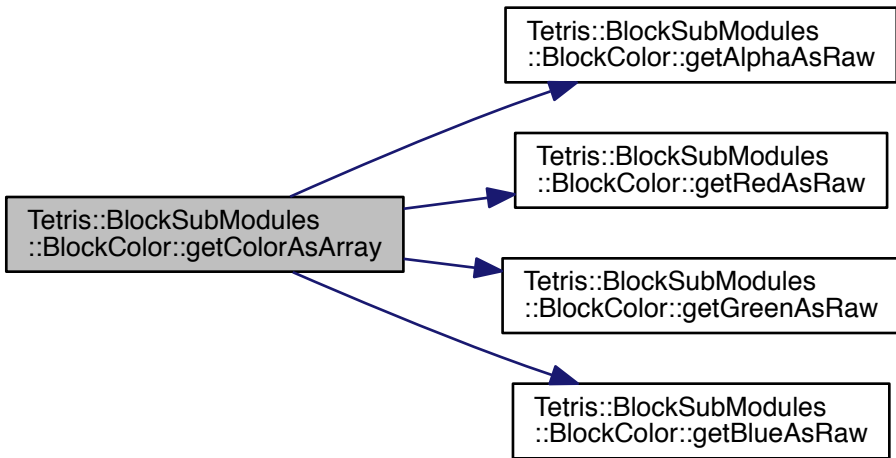 Tetris::BlockSubModules
::BlockColor::getAlphaAsRaw
Tetris::BlockSubModules
::BlockColor::getRedAsRaw
Tetris::BlockSubModules
::BlockColor::getColorAsArray
Tetris::BlockSubModules
::BlockColor::getGreenAsRaw
Tetris::BlockSubModules
::BlockColor::getBlueAsRaw